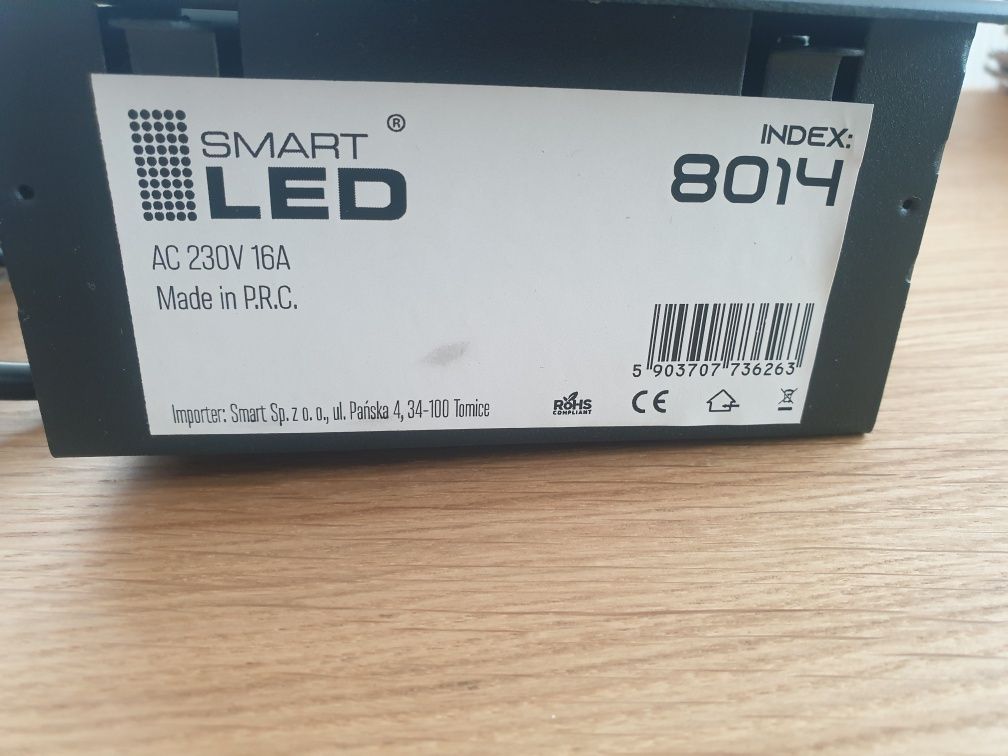 SMART
LED
®
INDEX:
8014
AC 230V 16A
Made in P.R.C.
5 903707 736263
Importer: Smart Sp. z o. o., ul. Pańska 4, 34-100 Tomice
RoHS
COMPLIANT
CE